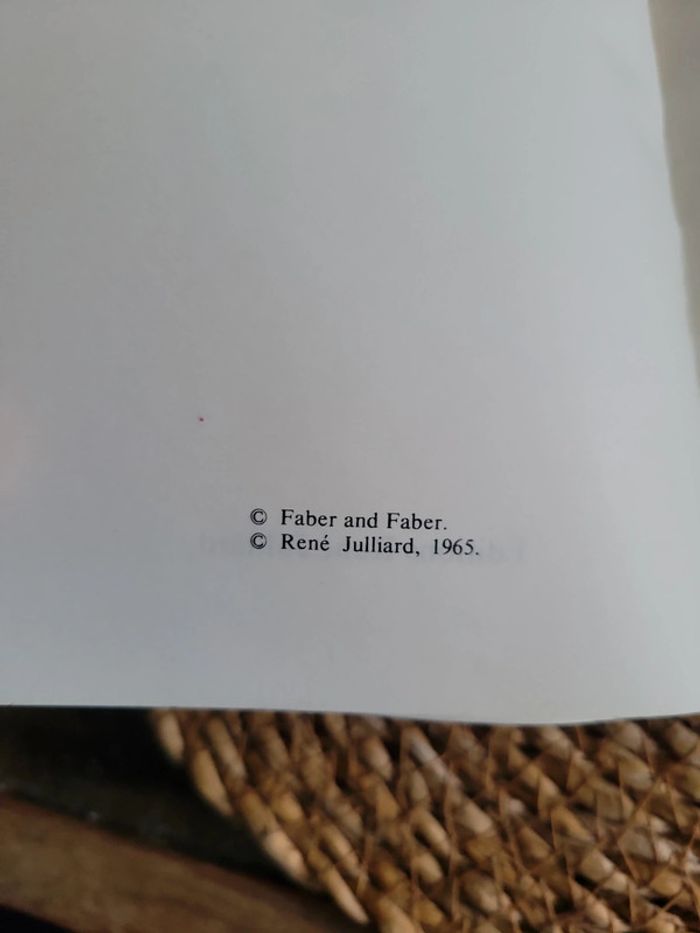 © Faber and Faber.
© René Julliard, 1965.